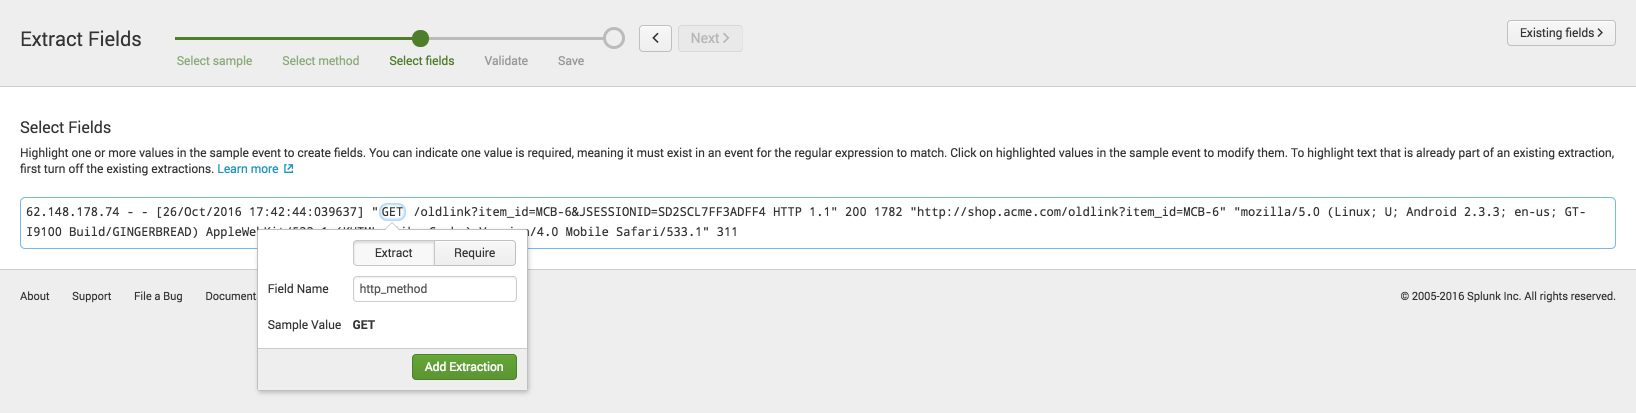 Extract Fields
Select sample Select method Select fields Validate Save
Next >
Existing fields >
Select Fields
Highlight one or more values in the sample event to create fields. You can indicate one value is required, meaning it must exist in an event for the regular expression to match. Click on highlighted values in the sample event to modify them. To highlight text that is already part of an existing extraction,
first turn off the existing extractions. Learn more
62.148.178.74 - - [26/Oct/2016 17:42:44:039637] "GET /oldlink?item_id=MCB-6&JSESSIONID=SD2SCL7FF3ADFF4 HTTP 1.1" 200 1782 "http://shop.acme.com/oldlink?item_id=MCB-6" "mozilla/5.0 (Linux; U; Android 2.3.3; en-us; GT-
I9100 Build/GINGERBREAD) /4.0 Mobile Safari/533.1" 311
Extract Require
Field Name http_method
Sample Value GET
Add Extraction
About Support File a Bug Document
© 2005-2016 Splunk Inc. All rights reserved.